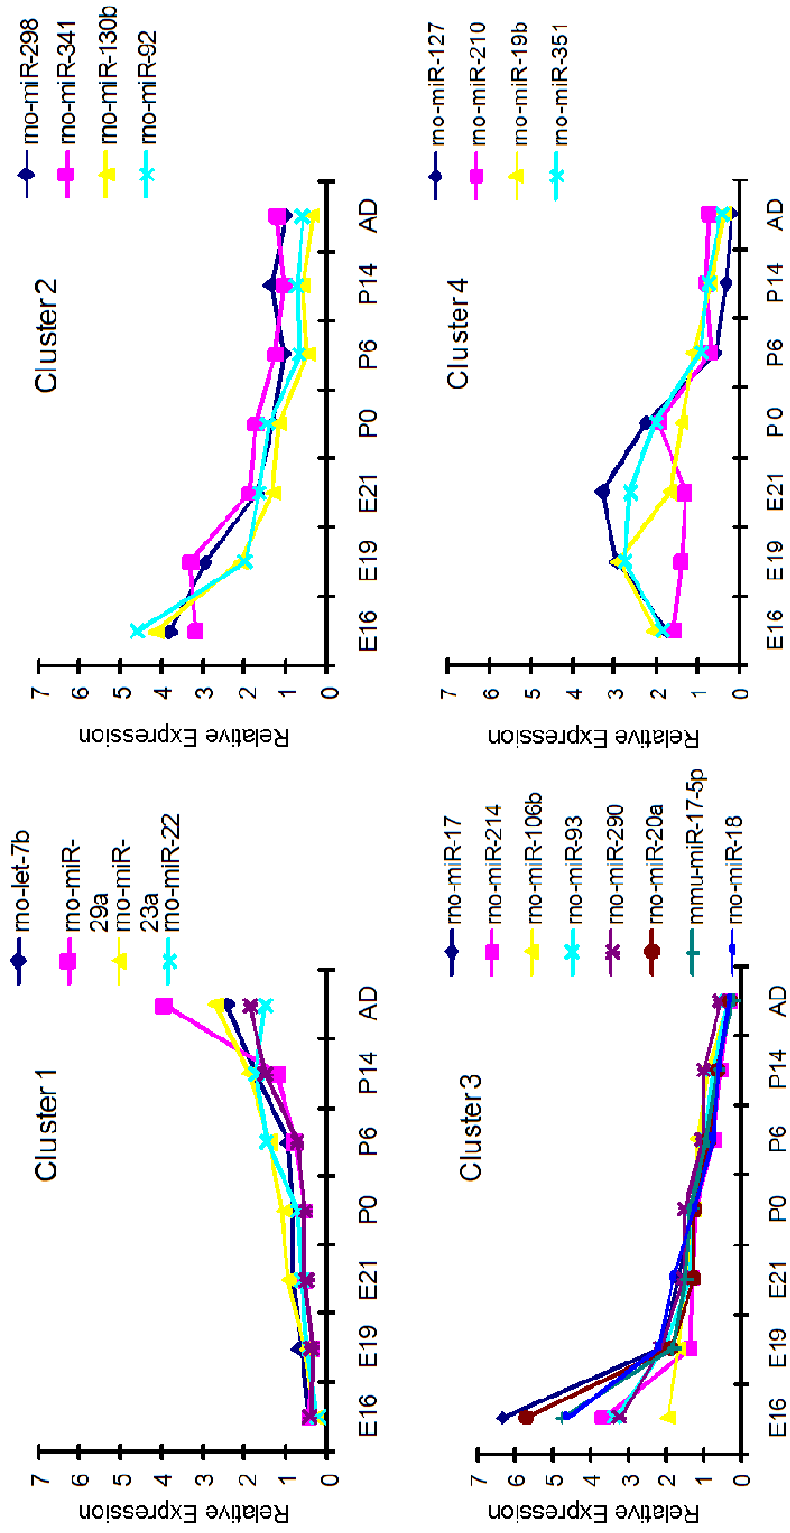 Cluster 1
Relative Expression
7
6
5
4
3
2
1
0
E16
E19
E21
P0
P6
P14
AD
rno-let-7b
rno-miR-
29a
rno-miR-
23a
rno-miR-22
Cluster 2
Relative Expression
7
6
5
4
3
2
1
0
E16
E19
E21
P0
P6
P14
AD
rno-miR-298
rno-miR-341
rno-miR-130b
rno-miR-92
Cluster 3
Relative Expression
7
6
5
4
3
2
1
0
E16
E19
E21
P0
P6
P14
AD
rno-miR-17
rno-miR-214
rno-miR-106b
rno-miR-93
rno-miR-290
rno-miR-20a
mmu-miR-17-5p
rno-miR-18
Cluster 4
Relative Expression
7
6
5
4
3
2
1
0
E16
E19
E21
P0
P6
P14
AD
rno-miR-127
rno-miR-210
rno-miR-19b
rno-miR-351